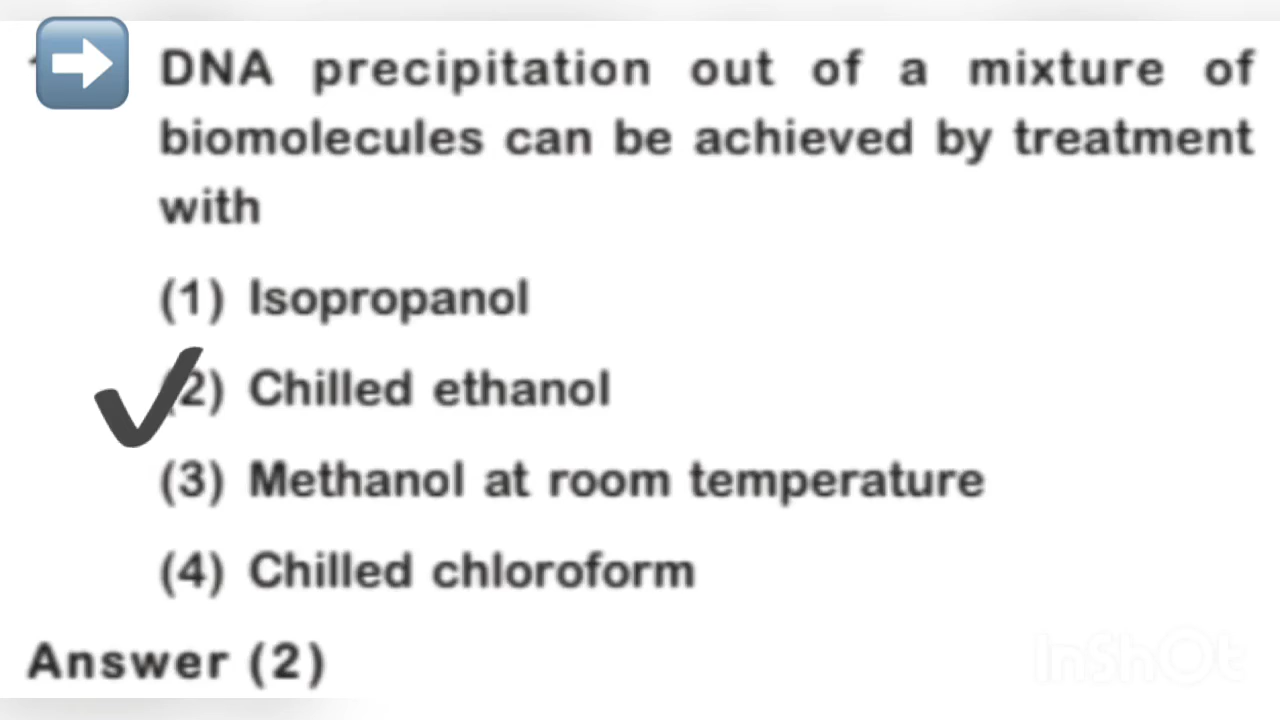 DNA precipitation out of a mixture of
biomolecules can be achieved by treatment
with
(1) Isopropanol
(2) Chilled ethanol
(3) Methanol at room temperature
(4) Chilled chloroform
Answer (2)
InShOt